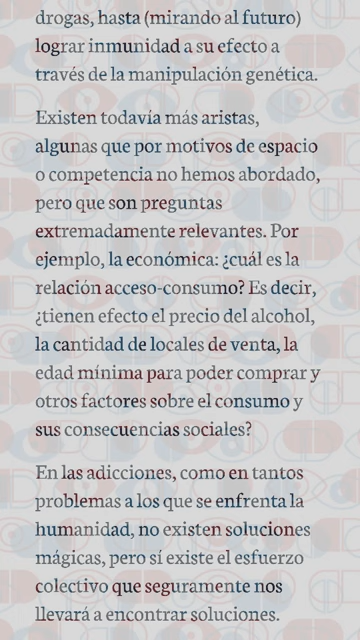 drogas, hasta (mirando al futuro)
lograr inmunidad a su efecto a
través de la manipulación genética.
Existen todavía más aristas,
algunas que por motivos de espacio
o competencia no hemos abordado,
pero que son preguntas
extremadamente relevantes. Por
ejemplo, la económica: ¿cuál es la
relación acceso-consumo? Es decir,
¿tienen efecto el precio del alcohol,
la cantidad de locales de venta, la
edad mínima para poder comprar y
otros factores sobre el consumo y
sus consecuencias sociales?
En las adicciones, como en tantos
problemas a los que se enfrenta la
humanidad, no existen soluciones
mágicas, pero sí existe el esfuerzo
colectivo que seguramente nos
llevará a encontrar soluciones.